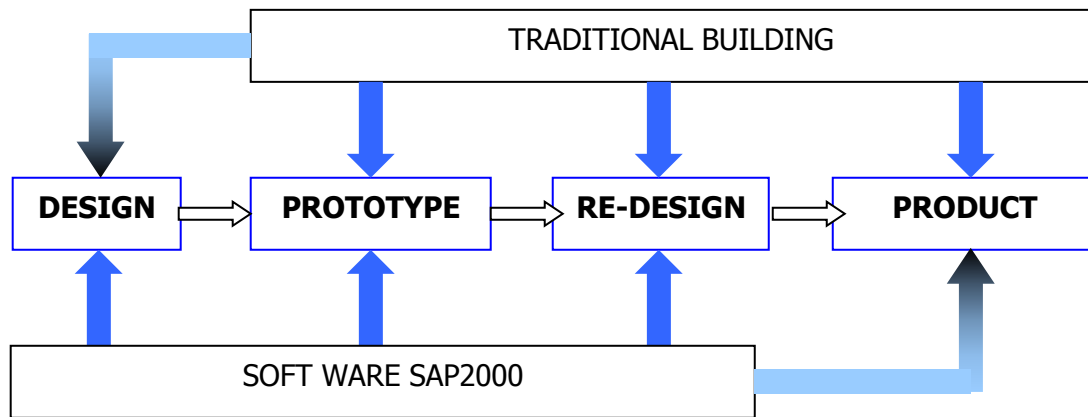 TRADITIONAL BUILDING
DESIGN
PROTOTYPE
RE-DESIGN
PRODUCT
SOFT WARE SAP2000